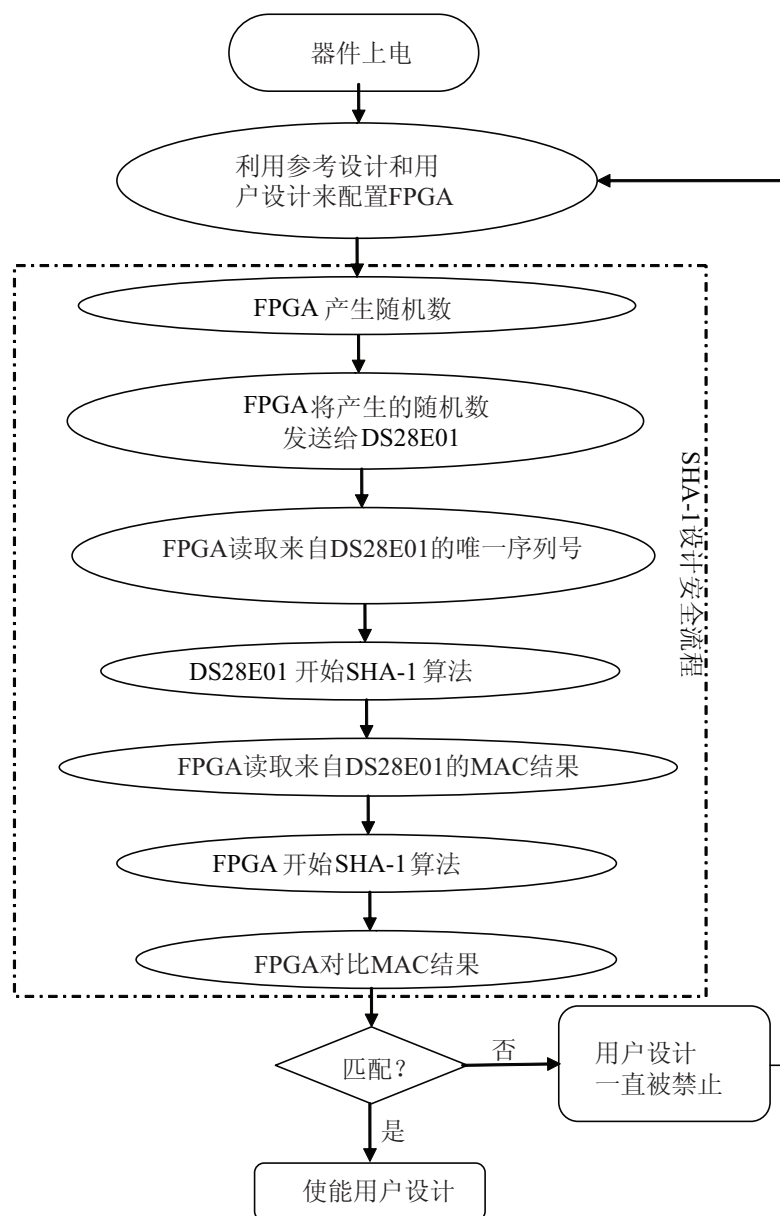 器件上电
利用参考设计和用
户设计来配置FPGA
FPGA 产生随机数
FPGA将产生的随机数
发送给DS28E01
FPGA读取来自DS28E01的唯一序列号
DS28E01 开始SHA-1 算法
FPGA读取来自DS28E01的MAC结果
FPGA 开始SHA-1 算法
FPGA对比MAC结果
SHA-1设计安全流程
匹配?
否
用户设计
一直被禁止
是
使能用户设计